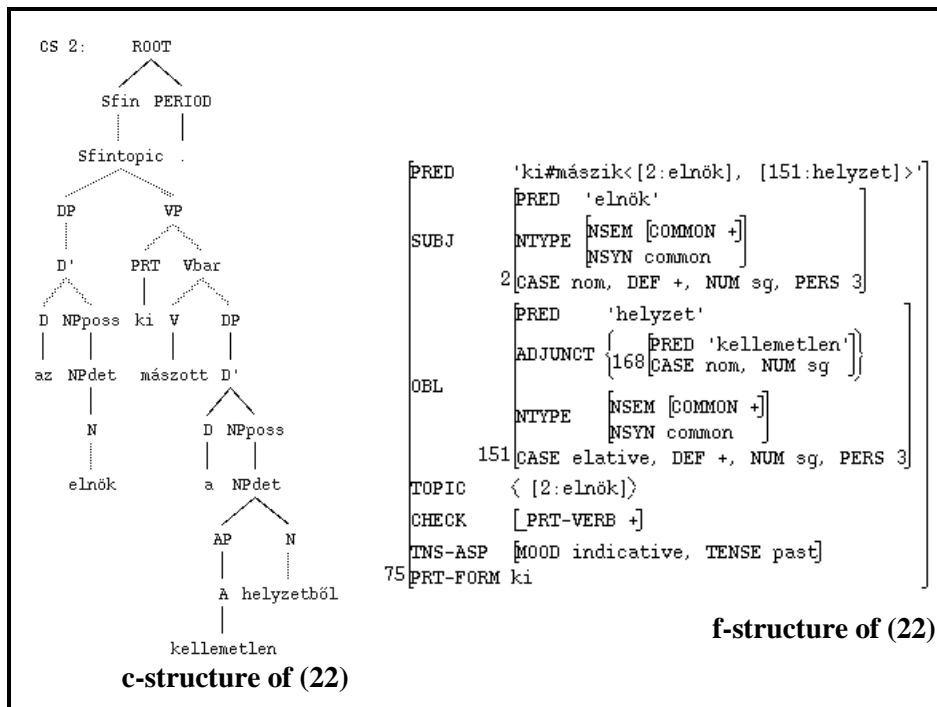 CS 2: ROOT
Sfin PERIOD
Sfintopic .
DP VP
D' PRT Vbar
D NPposs ki V DP
az NPdet mászott D'
N D NPposs
elnök a NPdet
AP N
A helyzetből
kellemetlen
c-structure of (22)
PRED 'ki#mászik<[2:elnök], [151:helyzet]>'
PRED 'elnök'
SUBJ NTYPE [NSEM [COMMON +]
NSYN common]
2[CASE nom, DEF +, NUM sg, PERS 3]
PRED 'helyzet'
ADJUNCT {168[PRED 'kellemetlen'
CASE nom, NUM sg]}
OBL
NTYPE [NSEM [COMMON +]
NSYN common]
151[CASE elative, DEF +, NUM sg, PERS 3]
TOPIC { [2:elnök]}
CHECK [_PRT-VERB +]
TNS-ASP [MOOD indicative, TENSE past]
75[PRT-FORM ki]
f-structure of (22)